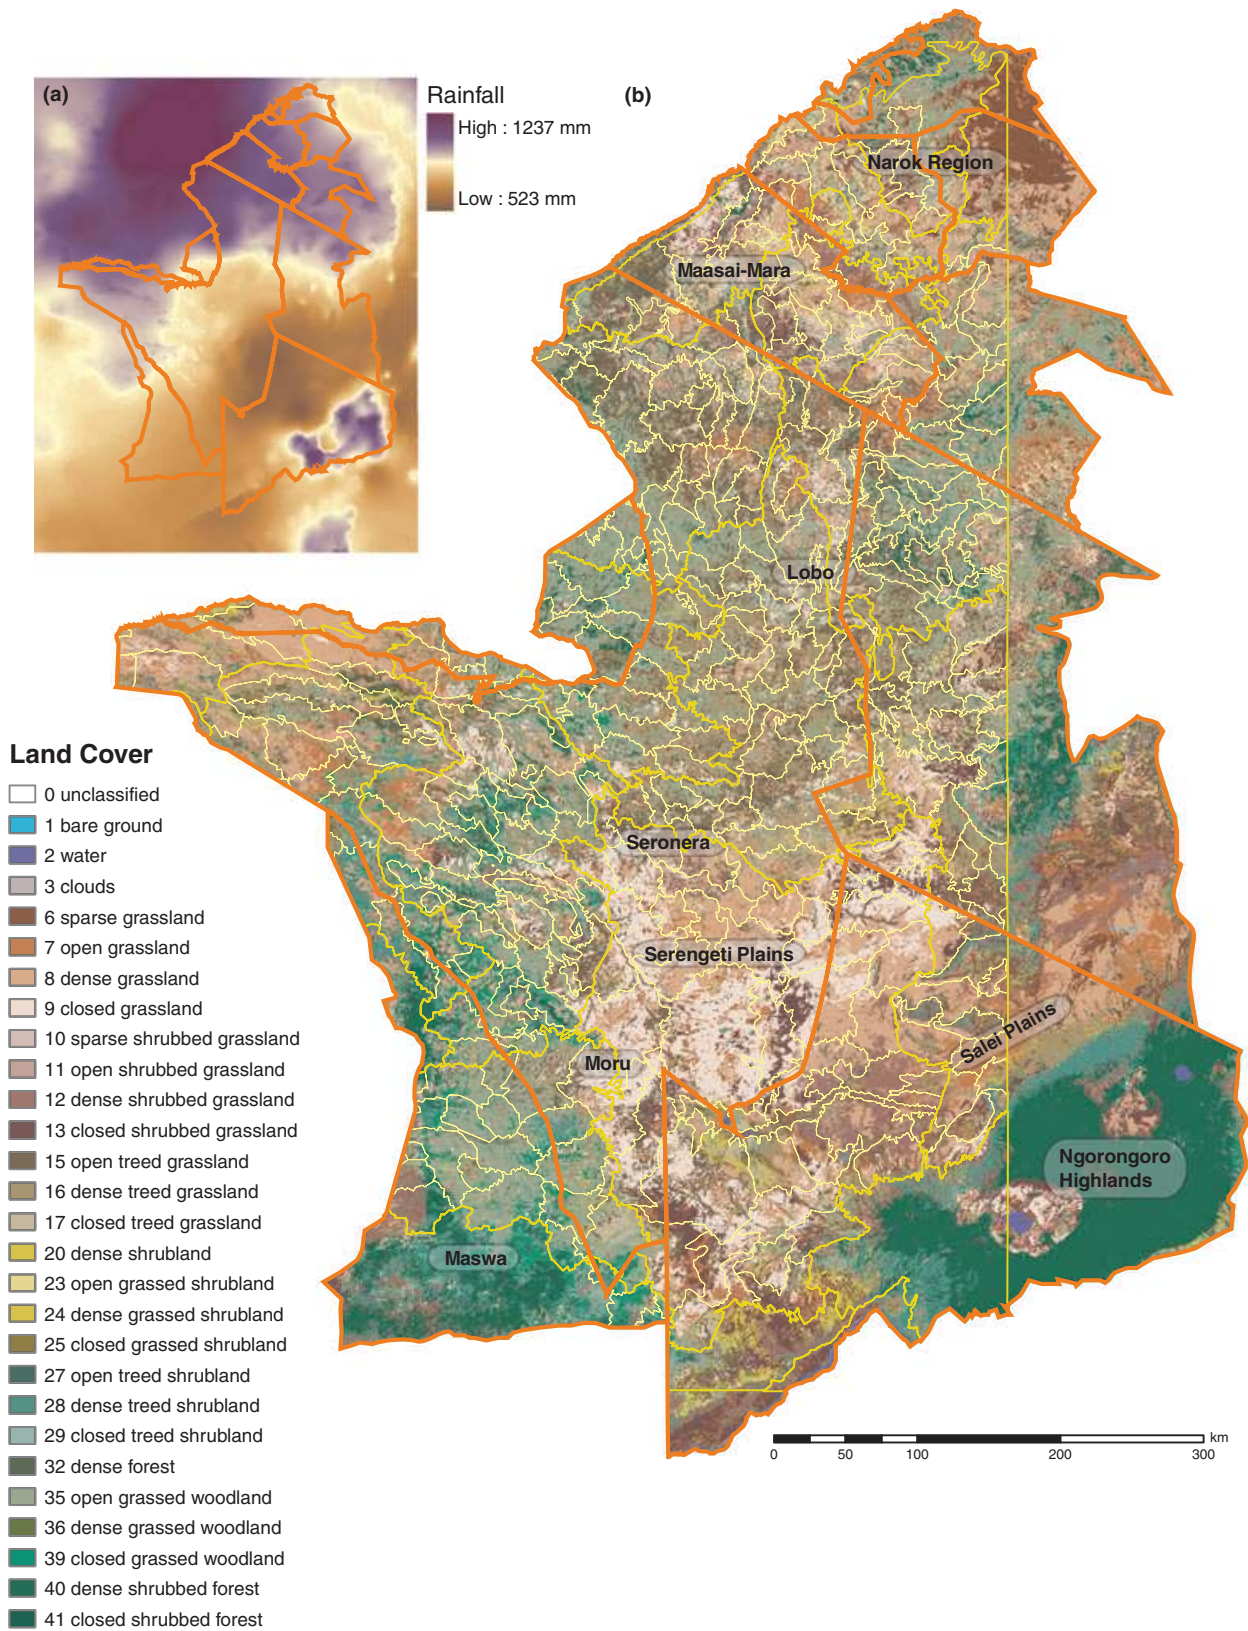 (a)
Rainfall
High : 1237 mm
Low : 523 mm
(b)
Narok Region
Maasai-Mara
Lobo
Seronera
Serengeti Plains
Moru
Salei Plains
Ngorongoro
Highlands
Maswa
Land Cover
0 unclassified
1 bare ground
2 water
3 clouds
6 sparse grassland
7 open grassland
8 dense grassland
9 closed grassland
10 sparse shrubbed grassland
11 open shrubbed grassland
12 dense shrubbed grassland
13 closed shrubbed grassland
15 open treed grassland
16 dense treed grassland
17 closed treed grassland
20 dense shrubland
23 open grassed shrubland
24 dense grassed shrubland
25 closed grassed shrubland
27 open treed shrubland
28 dense treed shrubland
29 closed treed shrubland
32 dense forest
35 open grassed woodland
36 dense grassed woodland
39 closed grassed woodland
40 dense shrubbed forest
41 closed shrubbed forest
km
0 50 100 200 300